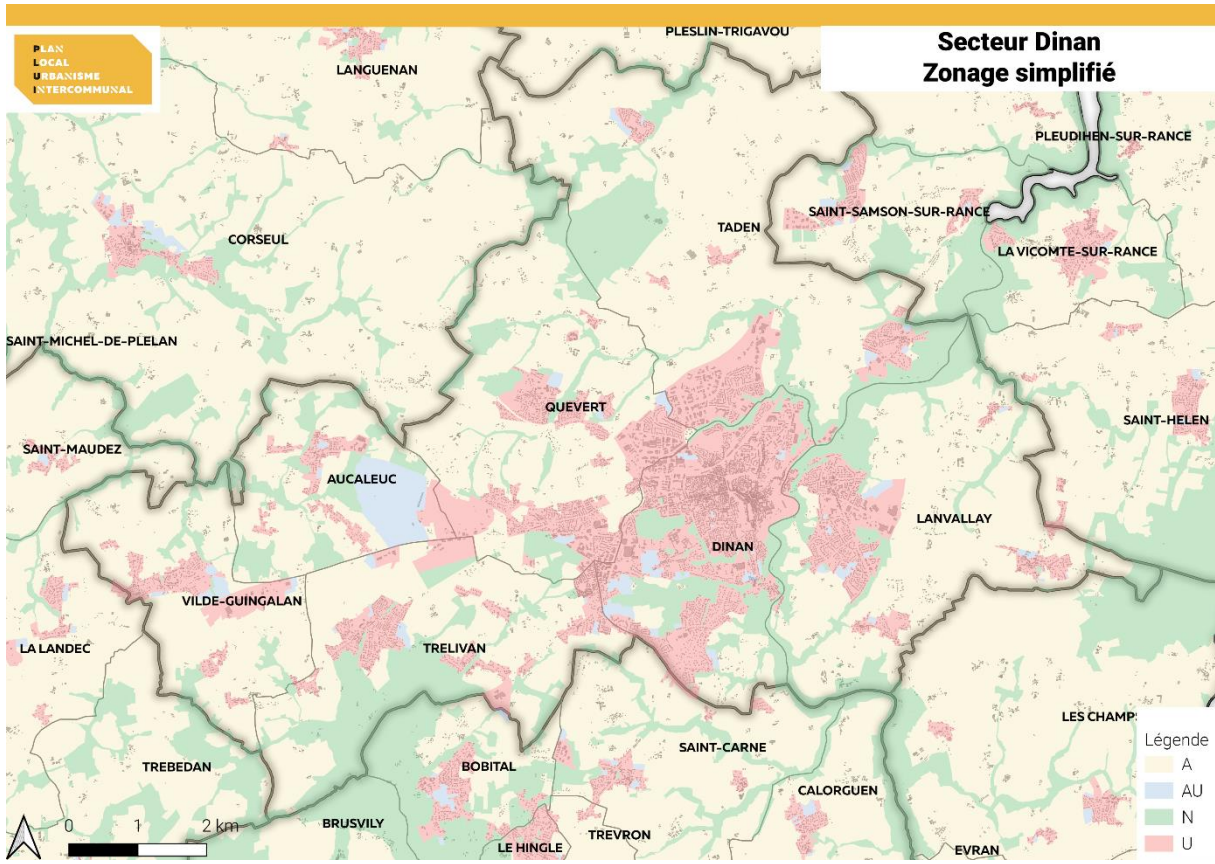 PLAN
LOCAL
URBANISME
INTERCOMMUNAL
Secteur Dinan
Zonage simplifié
PLESLIN-TRIGAVOU
LANGUENAN
PLEUDIHEN-SUR-RANCE
SAINT-SAMSON-SUR-RANCE
TADEN
CORSEUL
LA VICOMTE-SUR-RANCE
SAINT-MICHEL-DE-PLELAN
QUEVERT
SAINT-HELEN
SAINT-MAUDEZ
AUCALEUC
LANVALLAY
DINAN
VILDE-GUINGALAN
LA LANDEC
TRELIVAN
LES CHAMPS
SAINT-CARNE
TREBEDAN
BOBITAL
CALORGUEN
BRUSVILY
TREVRON
LE HINGLE
EVRAN
Légende
A
AU
N
U
0 1 2 km